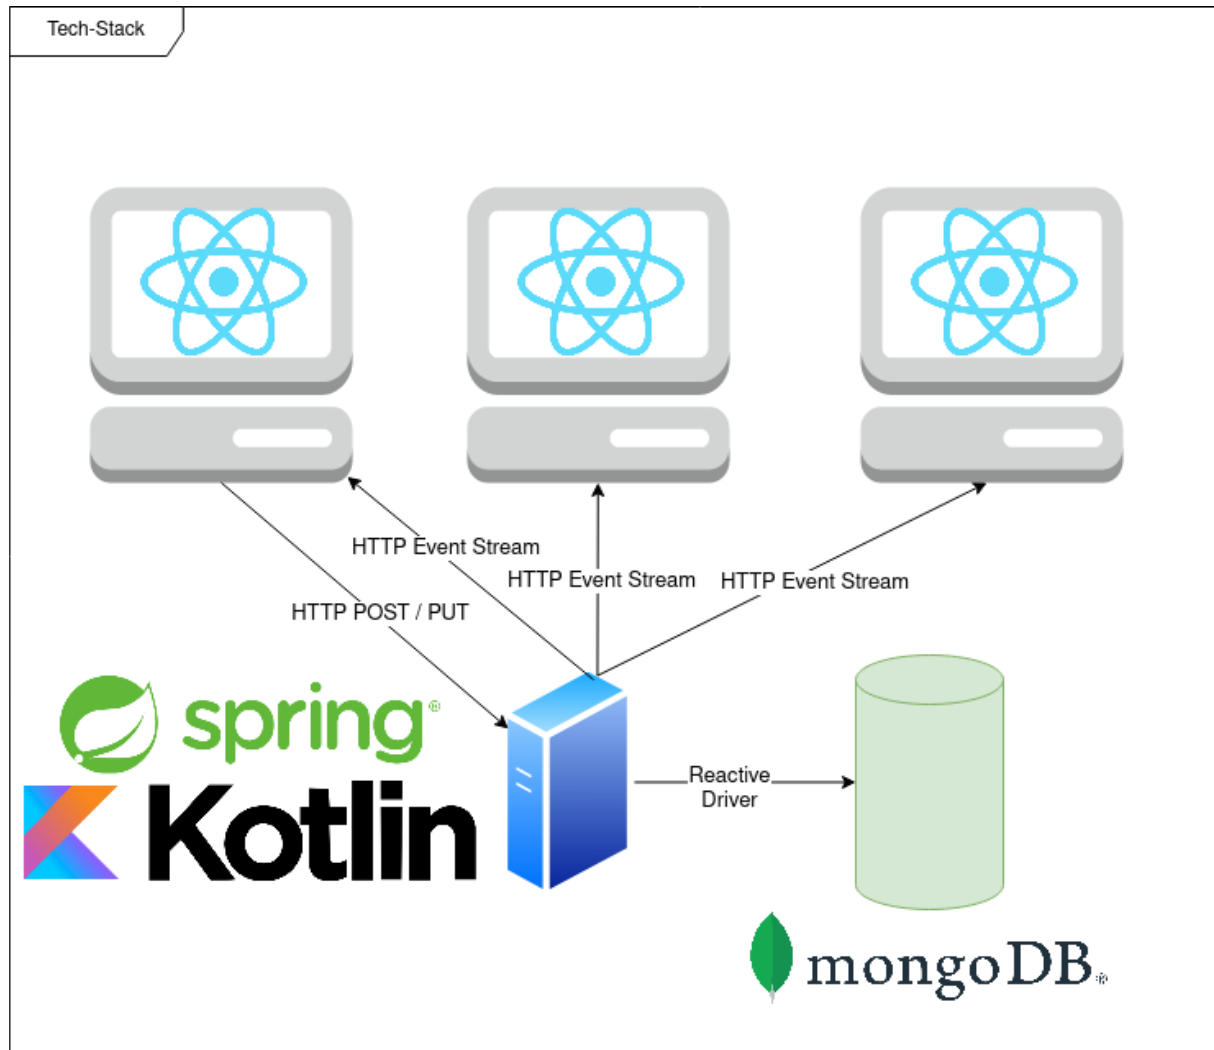 Tech-Stack
HTTP Event Stream
HTTP Event Stream
HTTP Event Stream
HTTP POST / PUT
spring®
Kotlin
Reactive
Driver
mongoDB®